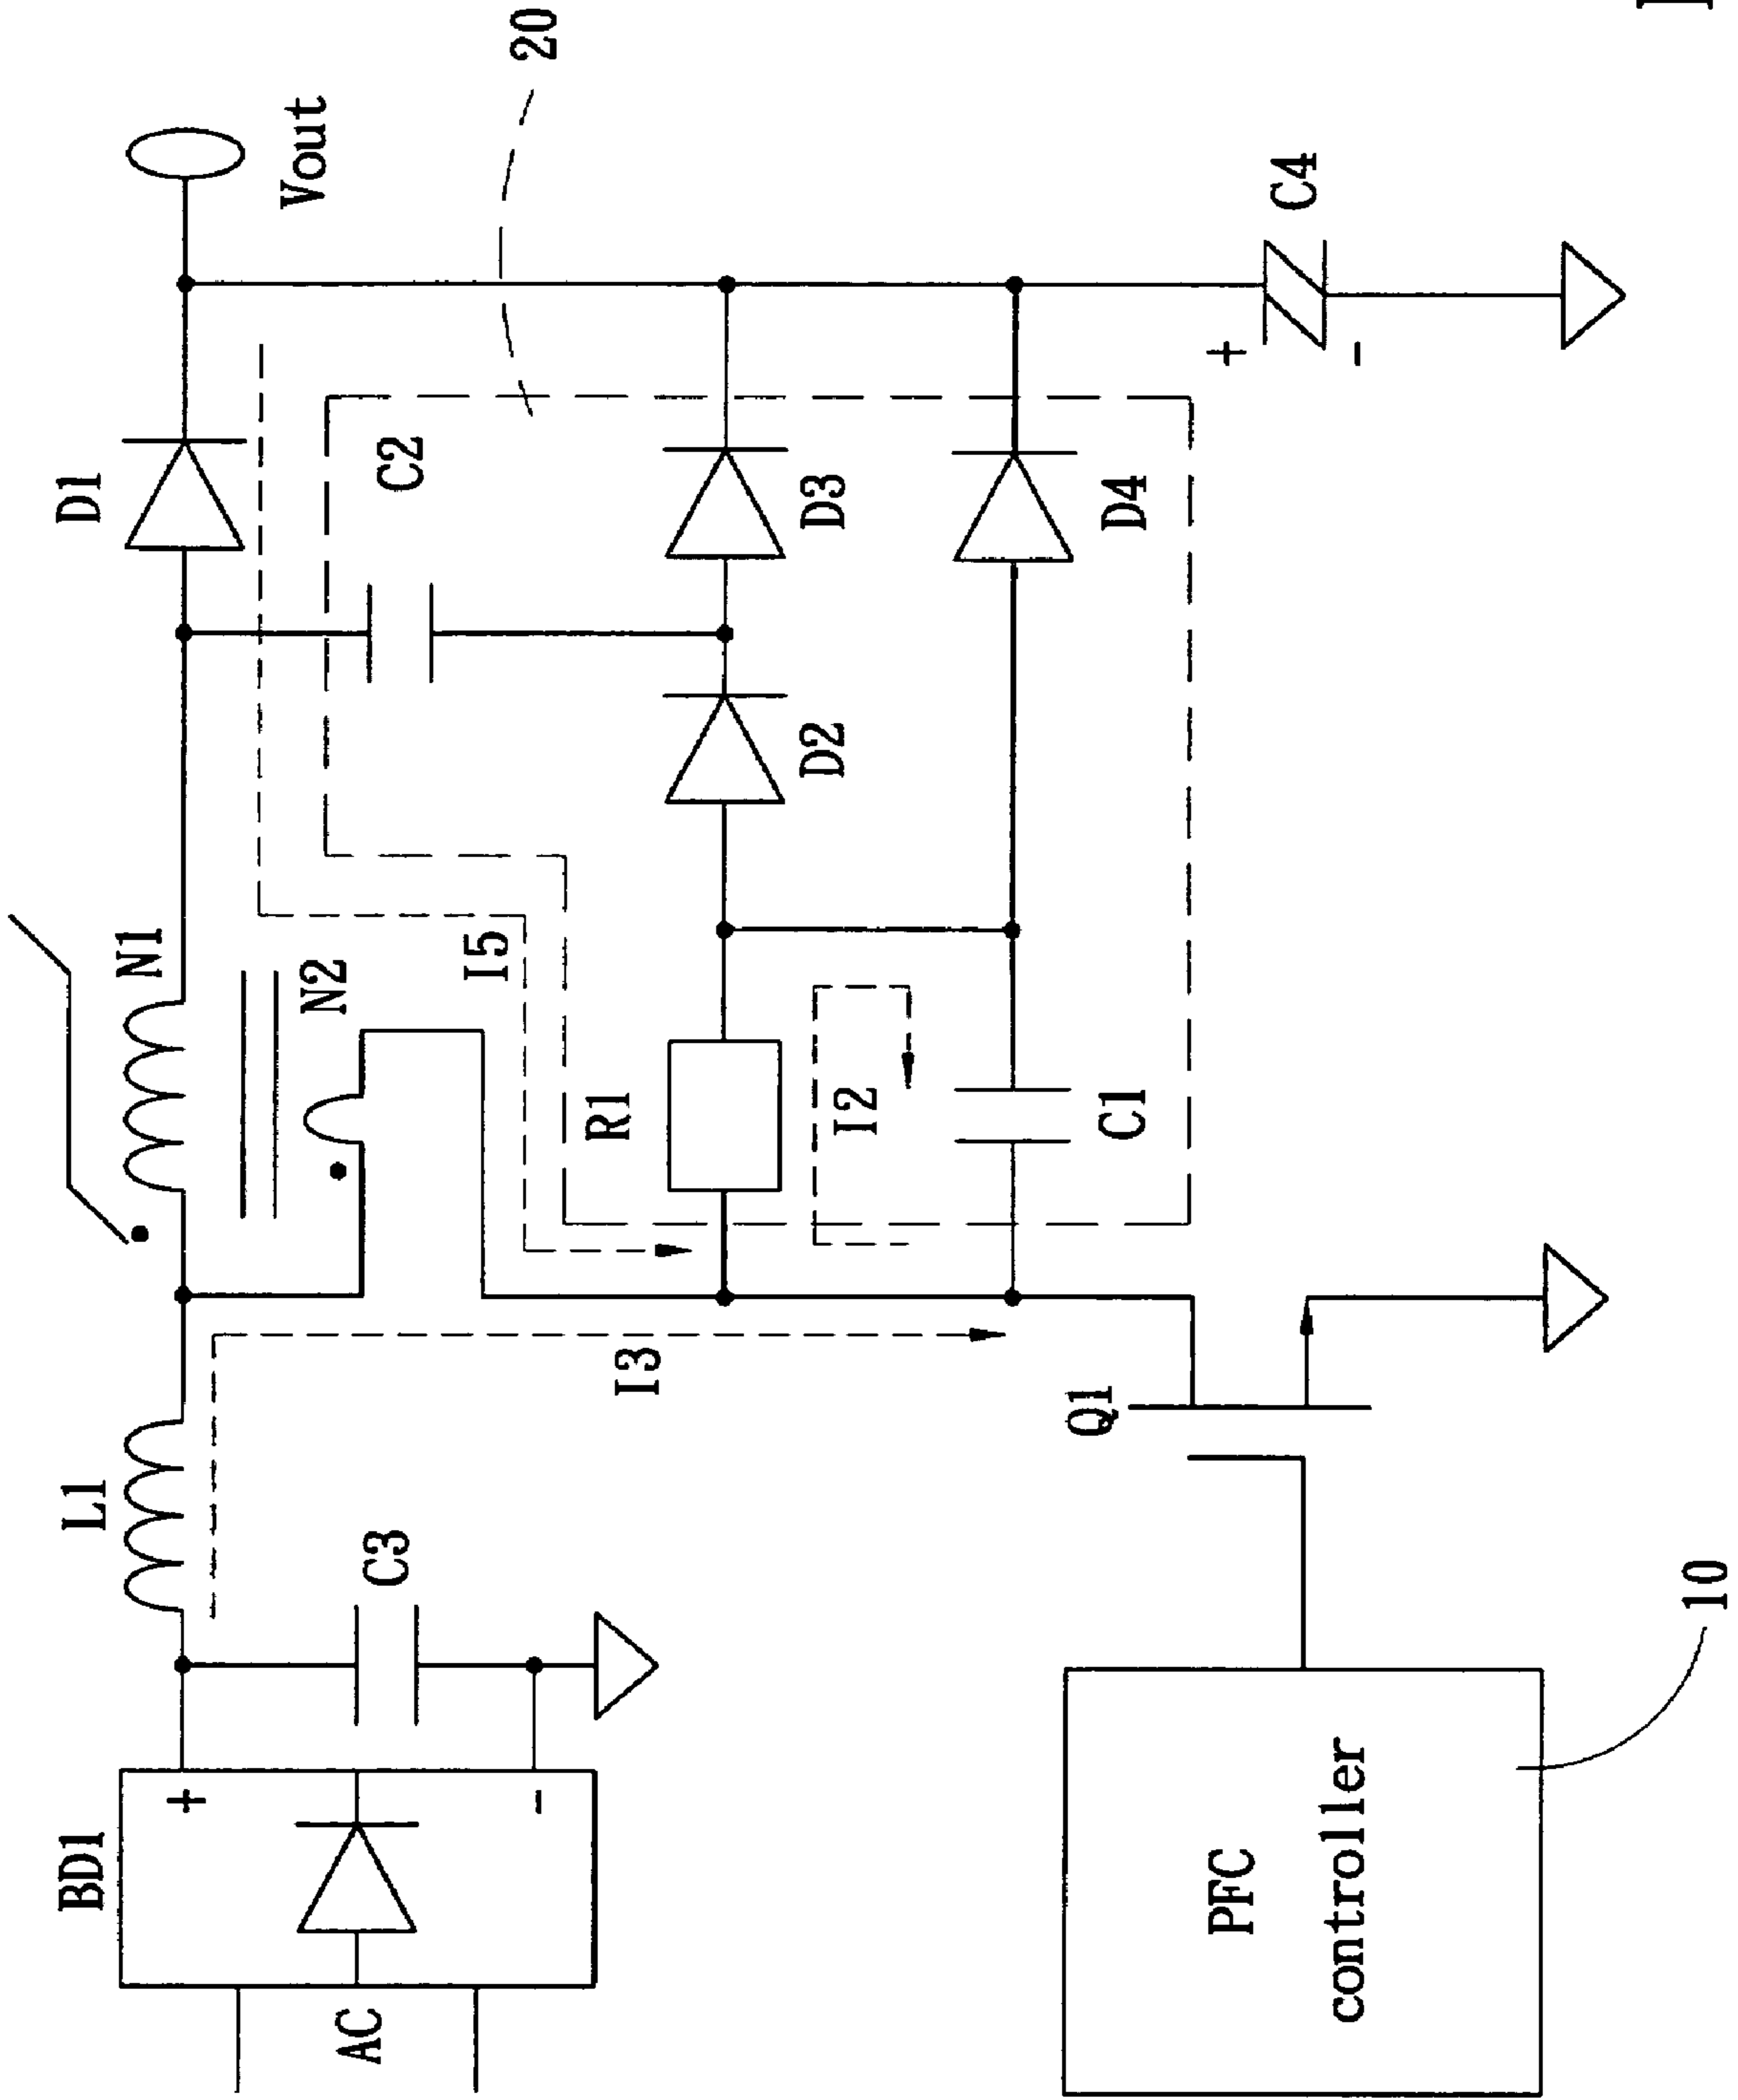 BD1
AC
+
-
C3
L1
N1
N2
D1
Vout
20
C2
D3
D2
D4
I5
I3
R1
I2
C1
+
-
C4
Q1
PFC
controller
10